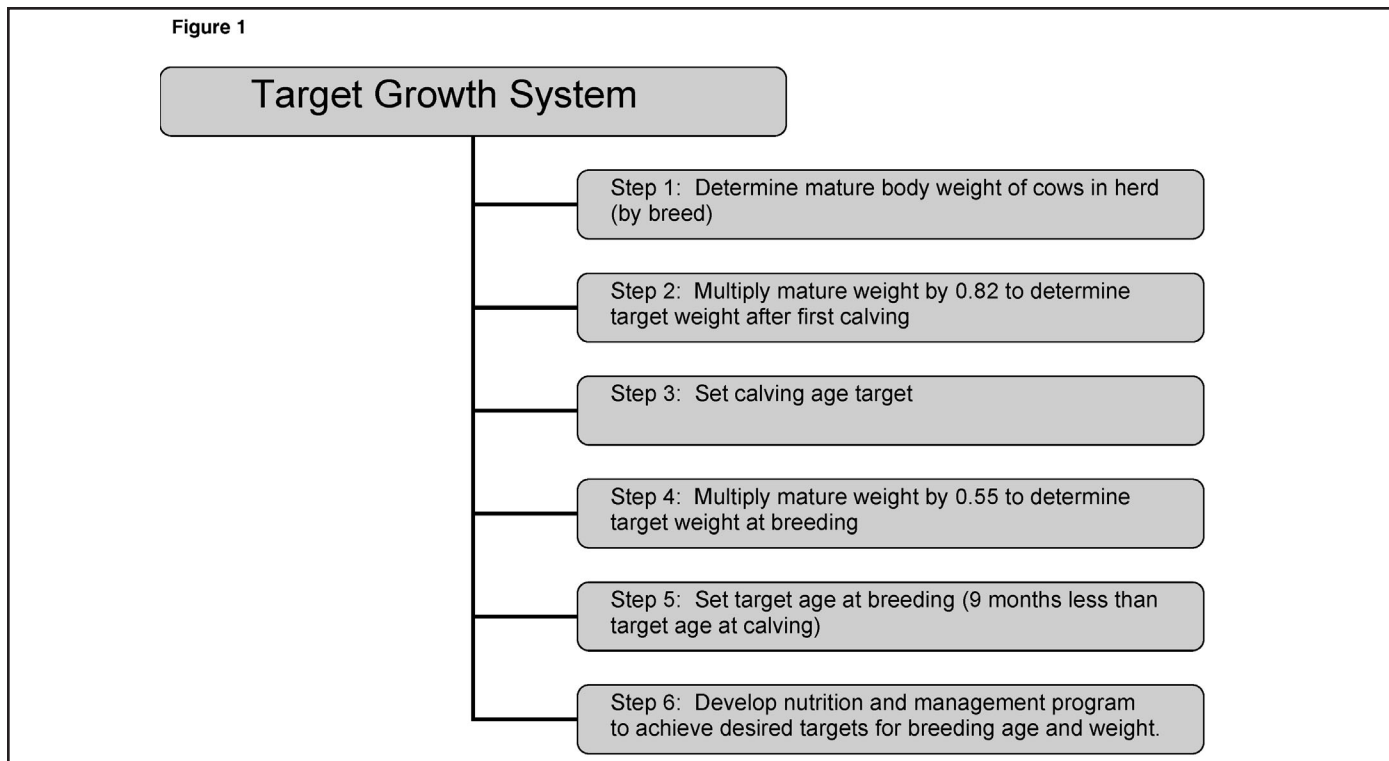 Figure 1
Target Growth System
Step 1:  Determine mature body weight of cows in herd
(by breed)
Step 2:  Multiply mature weight by 0.82 to determine
target weight after first calving
Step 3:  Set calving age target
Step 4:  Multiply mature weight by 0.55 to determine
target weight at breeding
Step 5:  Set target age at breeding (9 months less than
target age at calving)
Step 6:  Develop nutrition and management program
to achieve desired targets for breeding age and weight.